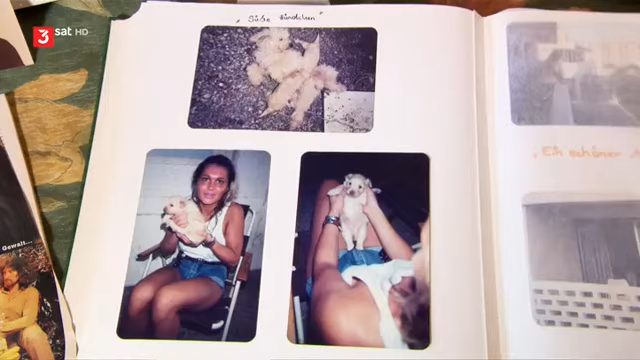 3sat HD
„Süße Hündchen"
„Ein schöner
Gewalt...